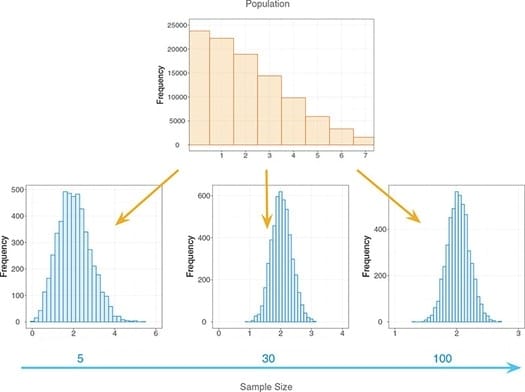 Population
Frequency
25000
20000
15000
10000
5000
0
1 2 3 4 5 6 7
Frequency
500
400
300
200
100
0
0 2 4 6
Frequency
600
400
200
0
0 1 2 3 4
Frequency
400
200
0
1 2 3
5 30 100
Sample Size